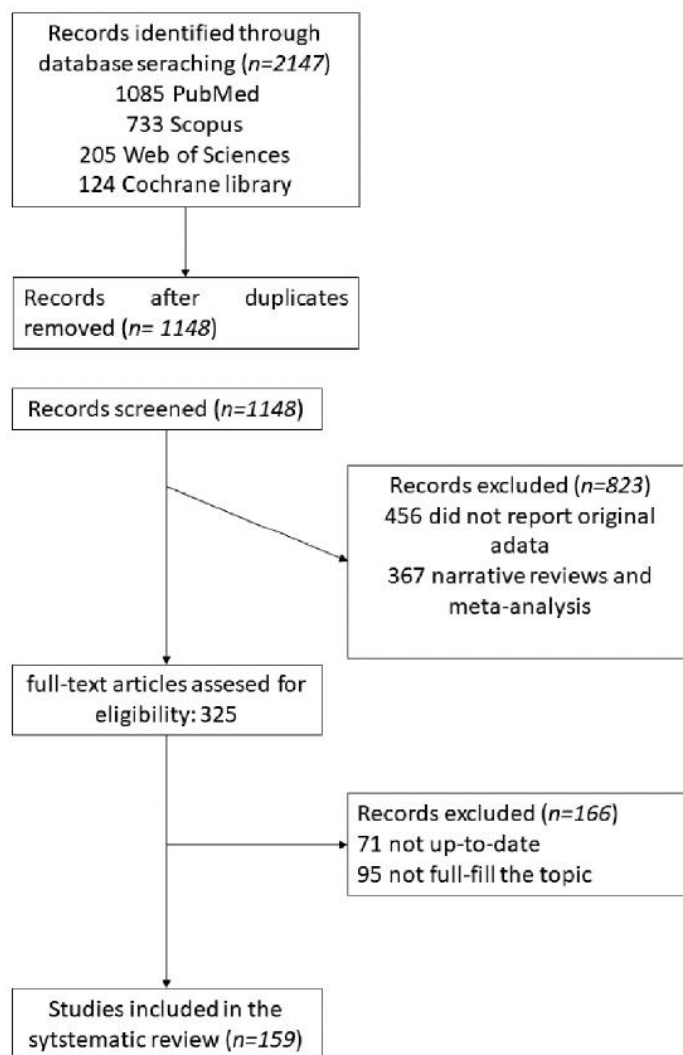 Records identified through
database seraching (n=2147)
1085 PubMed
733 Scopus
205 Web of Sciences
124 Cochrane library
Records after duplicates
removed (n= 1148)
Records screened (n=1148)
Records excluded (n=823)
456 did not report original
adata
367 narrative reviews and
meta-analysis
full-text articles assesed for
eligibility: 325
Records excluded (n=166)
71 not up-to-date
95 not full-fill the topic
Studies included in the
sytstematic review (n=159)